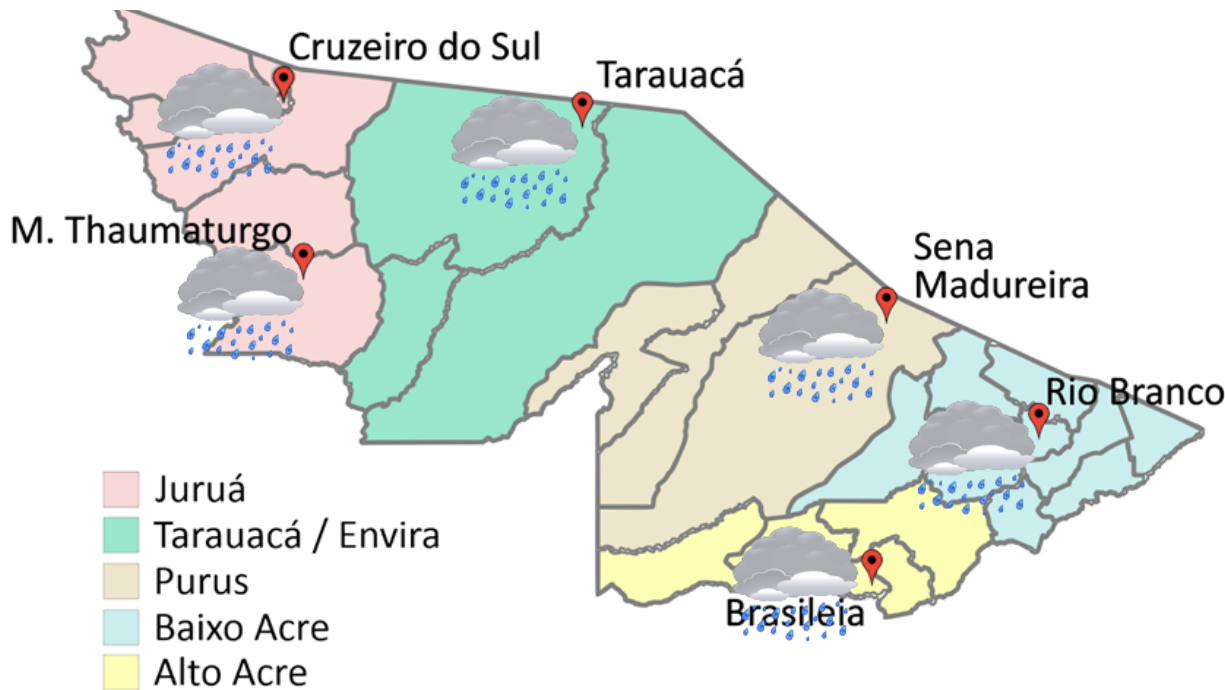 Cruzeiro do Sul
Tarauacá
M. Thaumaturgo
Sena
Madureira
Rio Branco
Brasileia
Juruá
Tarauacá / Envira
Purus
Baixo Acre
Alto Acre